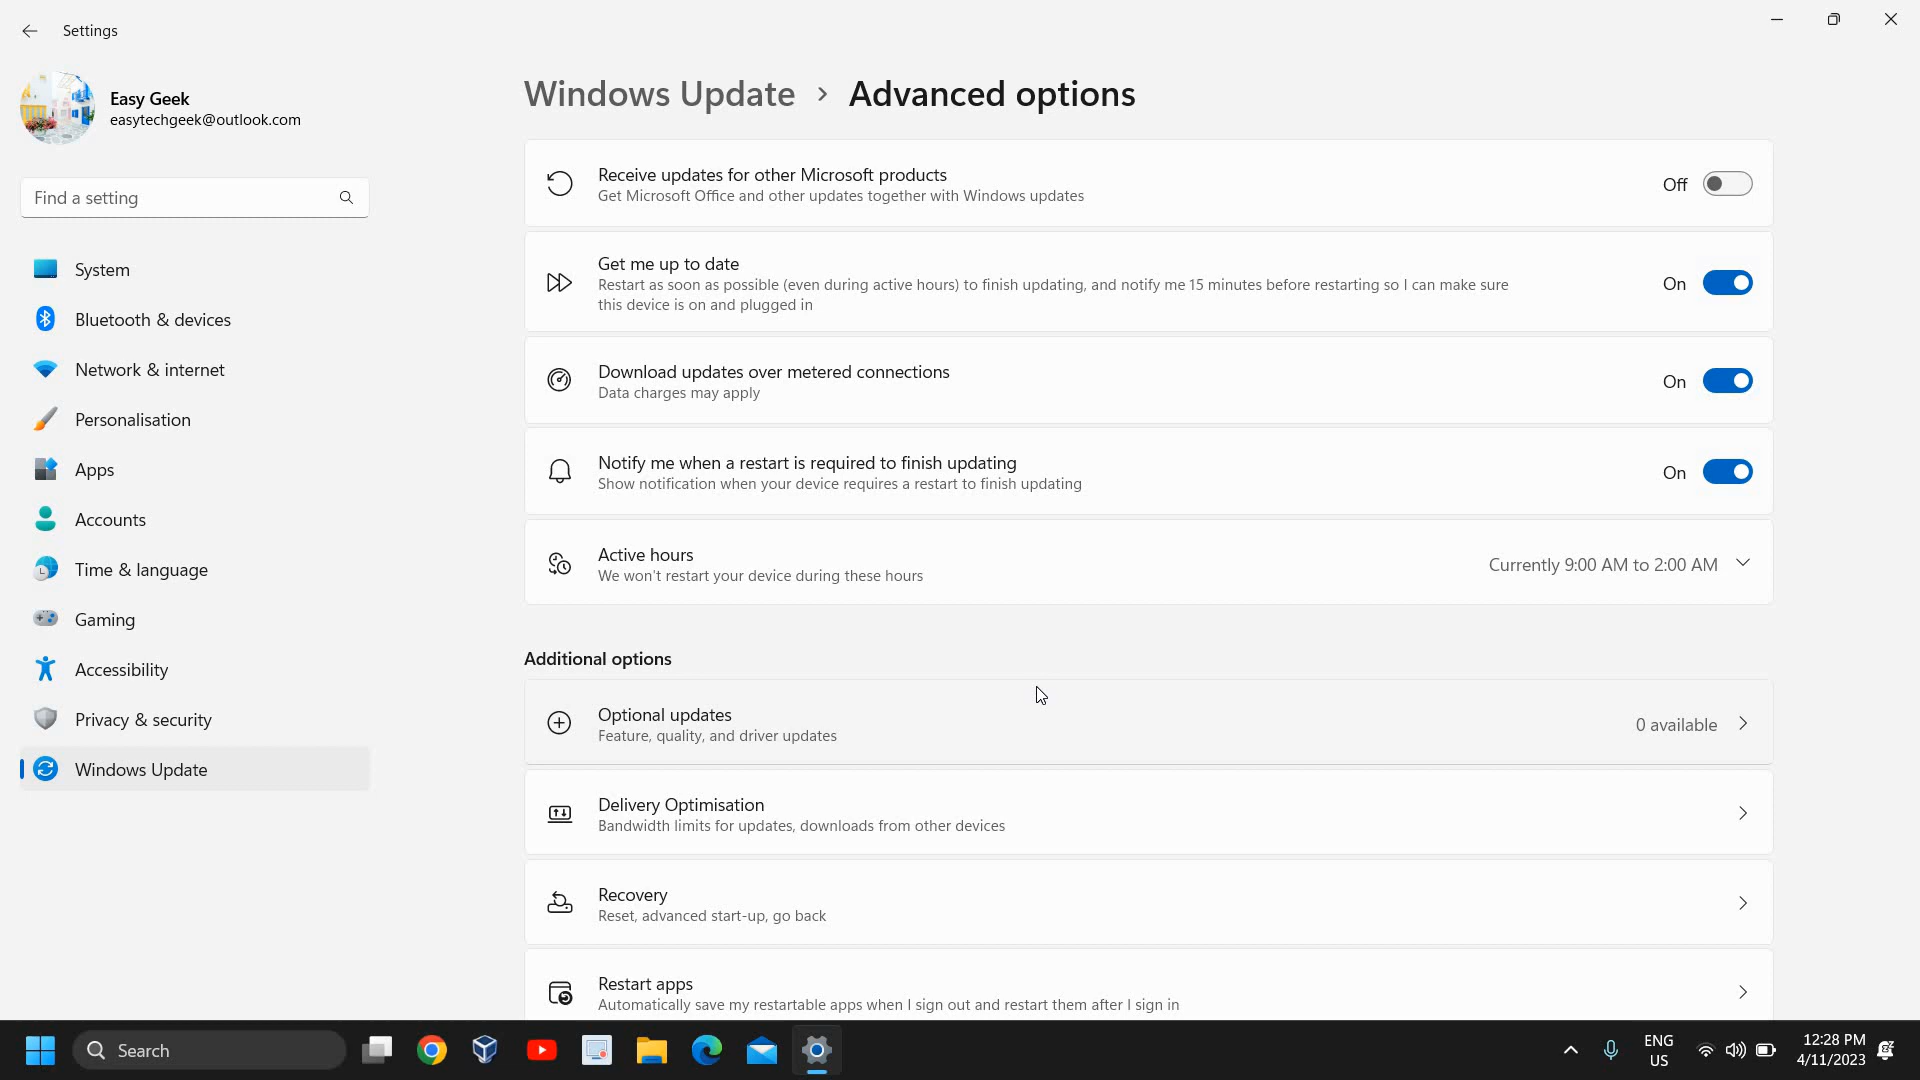 Settings
Easy Geek
easytechgeek@outlook.com
Find a setting
System
Bluetooth & devices
Network & internet
Personalisation
Apps
Accounts
Time & language
Gaming
Accessibility
Privacy & security
Windows Update
Windows Update > Advanced options
Receive updates for other Microsoft products
Get Microsoft Office and other updates together with Windows updates
Off
Get me up to date
Restart as soon as possible (even during active hours) to finish updating, and notify me 15 minutes before restarting so I can make sure
this device is on and plugged in
On
Download updates over metered connections
Data charges may apply
On
Notify me when a restart is required to finish updating
Show notification when your device requires a restart to finish updating
On
Active hours
We won't restart your device during these hours
Currently 9:00 AM to 2:00 AM
Additional options
Optional updates
Feature, quality, and driver updates
0 available
Delivery Optimisation
Bandwidth limits for updates, downloads from other devices
Recovery
Reset, advanced start-up, go back
Restart apps
Automatically save my restartable apps when I sign out and restart them after I sign in
Search
ENG
US
12:28 PM
4/11/2023